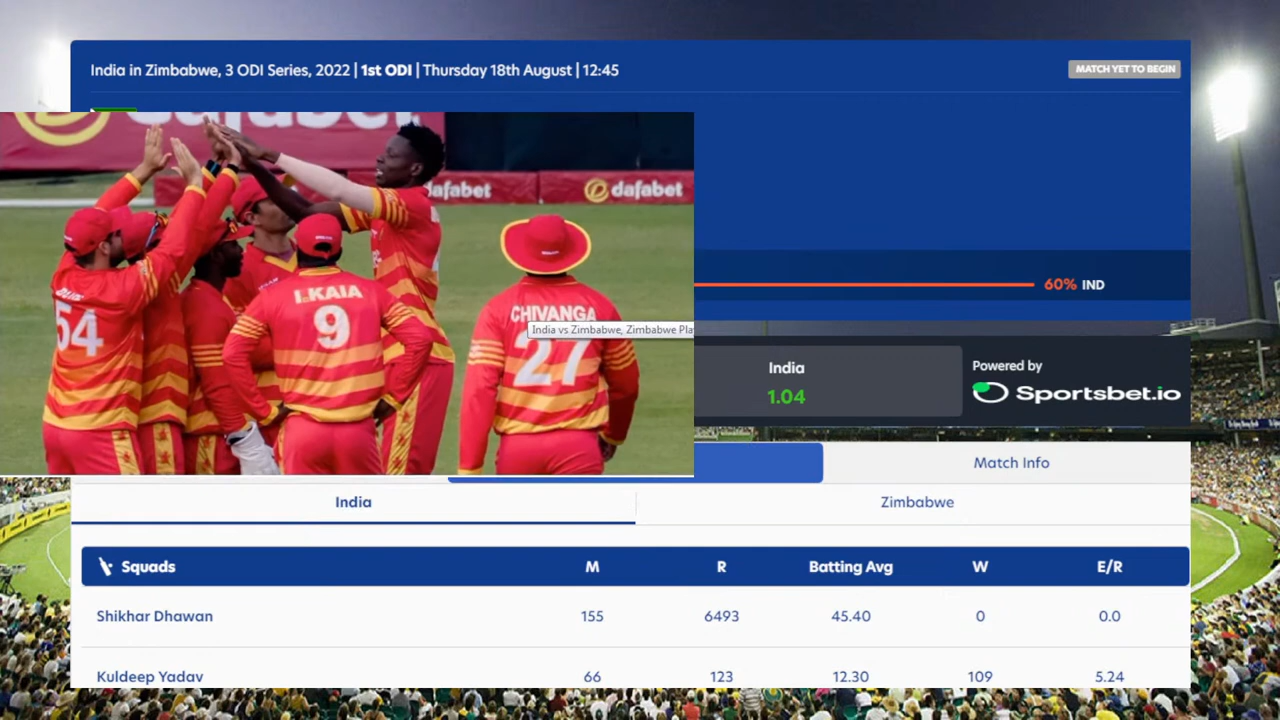 India in Zimbabwe, 3 ODI Series, 2022 | 1st ODI | Thursday 18th August | 12:45
MATCH YET TO BEGIN
dafabet
dafabet
dafabet
54
I.KAIA
9
CHIVANGA
27
India vs Zimbabwe, Zimbabwe Pla
60% IND
India
1.04
Powered by
Sportsbet.io
Match Info
India
Zimbabwe
Squads M R Batting Avg W E/R
Shikhar Dhawan 155 6493 45.40 0 0.0
Kuldeep Yadav 66 123 12.30 109 5.24